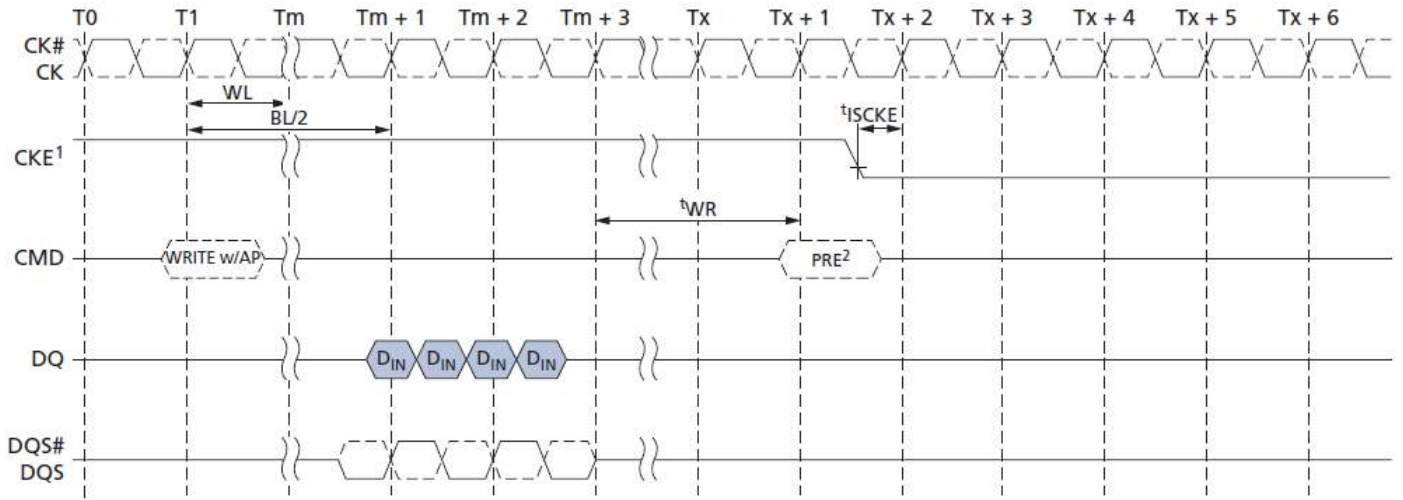 T0 T1 Tm Tm + 1 Tm + 2 Tm + 3 Tx Tx + 1 Tx + 2 Tx + 3 Tx + 4 Tx + 5 Tx + 6
CK#
CK
WL
BL/2
tISCKE
CKE1
tWR
CMD WRITE w/AP PRE2
DQ DIN DIN DIN DIN
DQS#
DQS